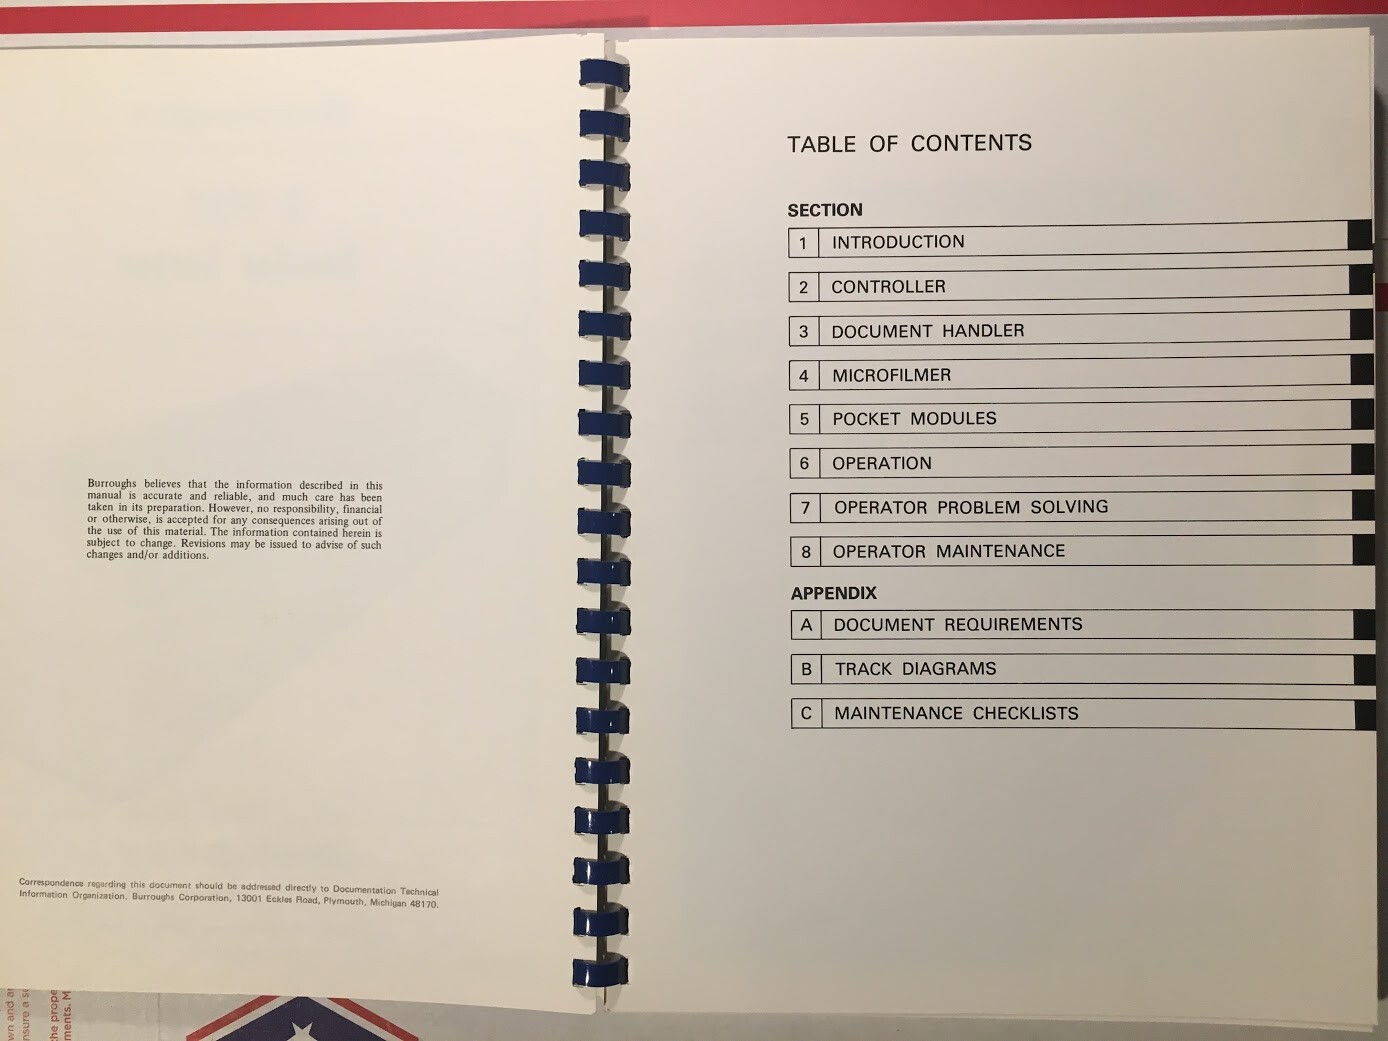 Burroughs believes that the information described in this
manual is accurate and reliable, and much care has been
taken in its preparation. However, no responsibility, financial
or otherwise, is accepted for any consequences arising out of
the use of this material. The information contained herein is
subject to change. Revisions may be issued to advise of such
changes and/or additions.
Correspondence regarding this document should be addressed directly to Documentation Technical
Information Organization, Burroughs Corporation, 13001 Eckles Road, Plymouth, Michigan 48170.
TABLE OF CONTENTS
SECTION
1 INTRODUCTION
2 CONTROLLER
3 DOCUMENT HANDLER
4 MICROFILMER
5 POCKET MODULES
6 OPERATION
7 OPERATOR PROBLEM SOLVING
8 OPERATOR MAINTENANCE
APPENDIX
A DOCUMENT REQUIREMENTS
B TRACK DIAGRAMS
C MAINTENANCE CHECKLISTS